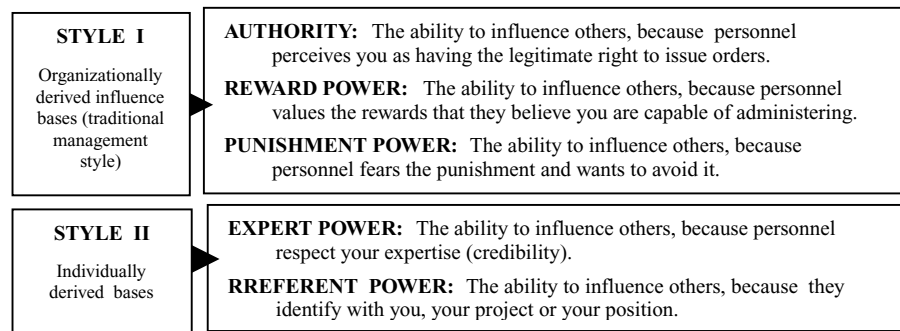 STYLE I
Organizationally
derived influence
bases (traditional
management
style)
AUTHORITY: The ability to influence others, because personnel
perceives you as having the legitimate right to issue orders.
REWARD POWER: The ability to influence others, because personnel
values the rewards that they believe you are capable of administering.
PUNISHMENT POWER: The ability to influence others, because
personnel fears the punishment and wants to avoid it.
STYLE II
Individually
derived bases
EXPERT POWER: The ability to influence others, because personnel
respect your expertise (credibility).
RREFERENT POWER: The ability to influence others, because they
identify with you, your project or your position.